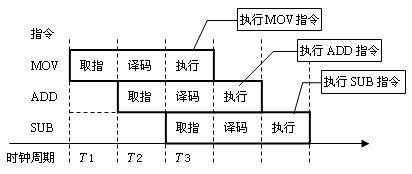 指令
执行MOV指令
MOV 取指 译码 执行
执行 ADD 指令
ADD 取指 译码 执行
执行 SUB 指令
SUB 取指 译码 执行
时钟周期 T1 T2 T3